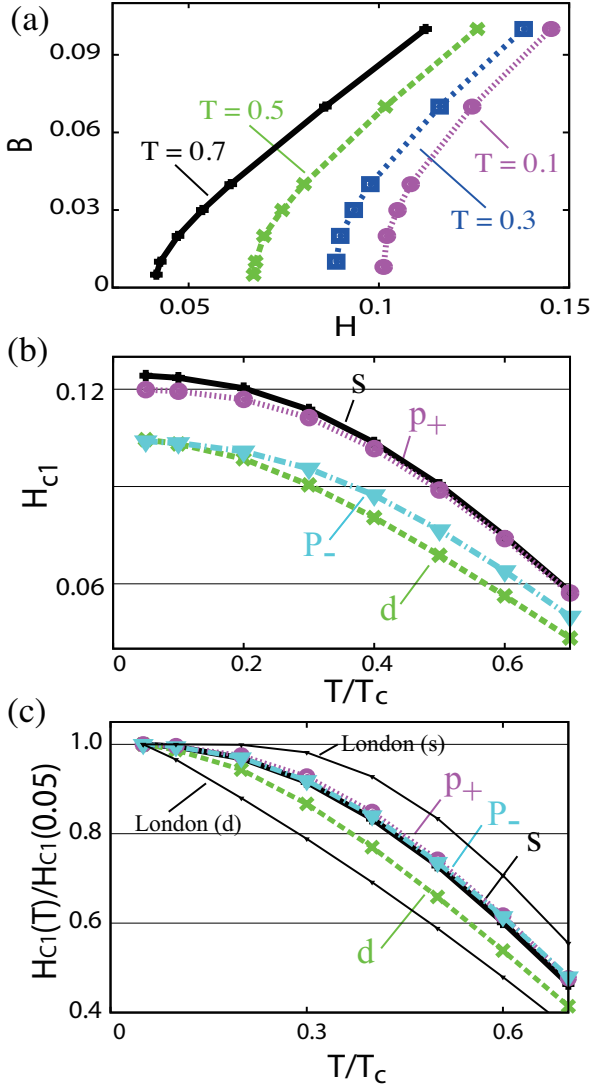 (a)
0.09
0.06
0.03
0
B
T = 0.7
T = 0.5
T = 0.3
T = 0.1
0.05
0.1
0.15
H
(b)
0.12
0.06
Hc1
s
p+
P-
d
0
0.2
0.4
0.6
T/Tc
(c)
1.0
0.8
0.6
0.4
HC1(T)/HC1(0.05)
London (s)
London (d)
p+
P-
s
d
0
0.3
0.6
T/Tc